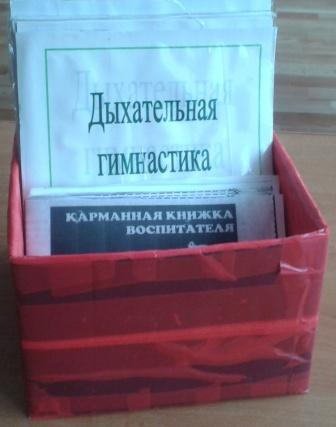 Дыхательная
гимнастика
КАРМАННАЯ КНИЖКА
ВОСПИТАТЕЛЯ